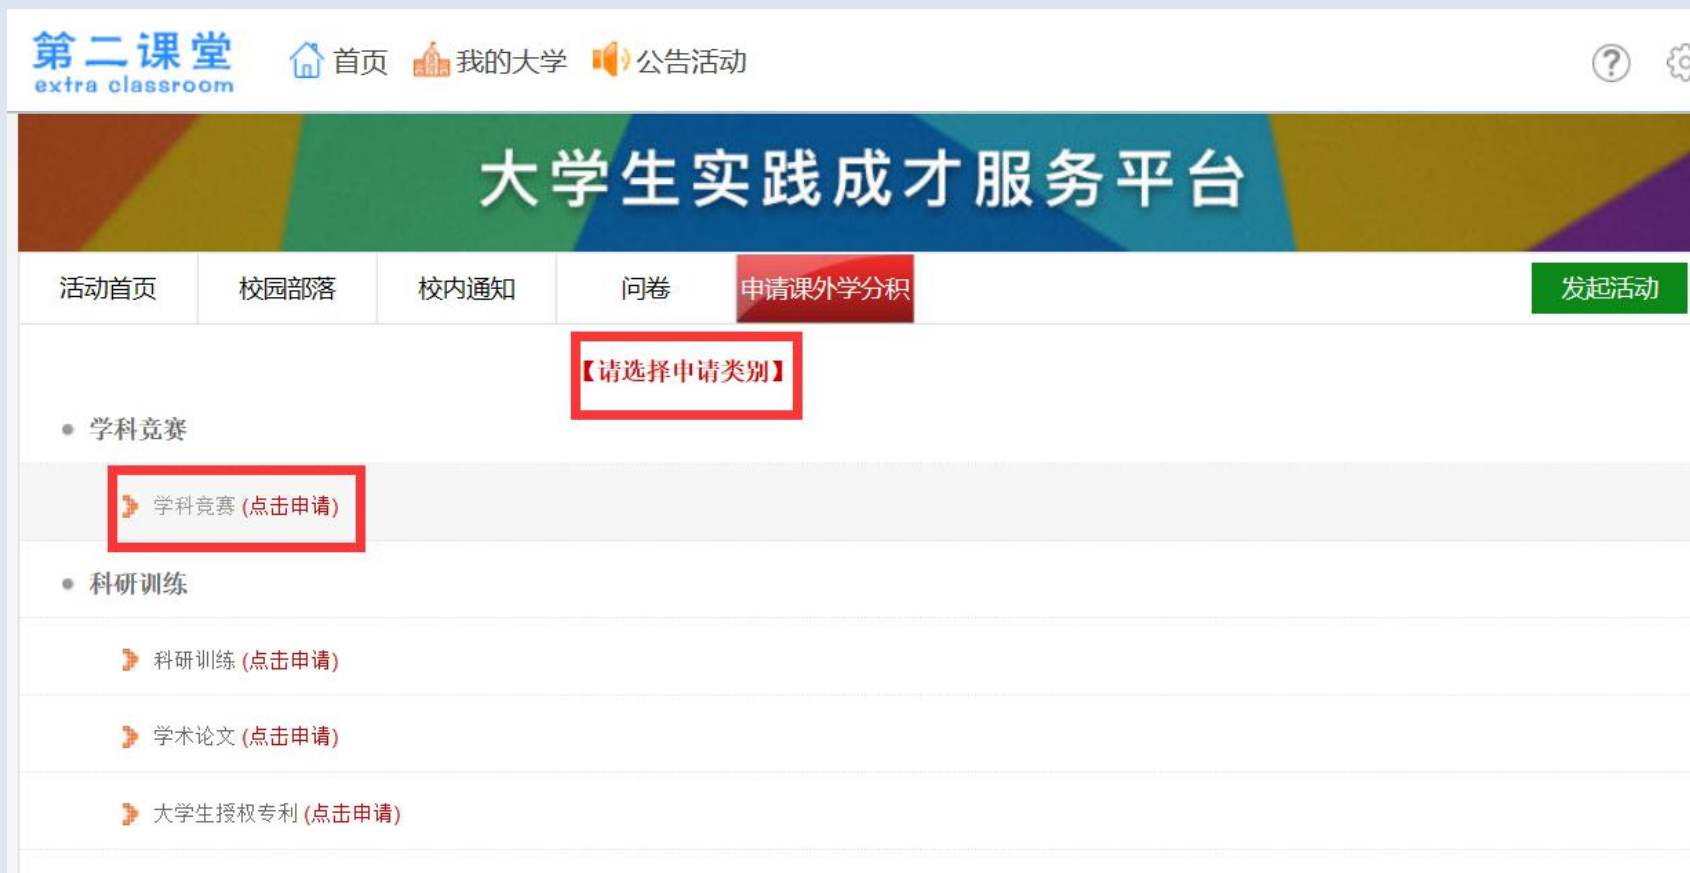 第二课堂
extra classroom
首页 我的大学 公告活动
大学生实践成才服务平台
活动首页 校园部落 校内通知 问卷 申请课外学分积 发起活动
【请选择申请类别】
学科竞赛
学科竞赛 (点击申请)
科研训练
科研训练 (点击申请)
学术论文 (点击申请)
大学生授权专利 (点击申请)